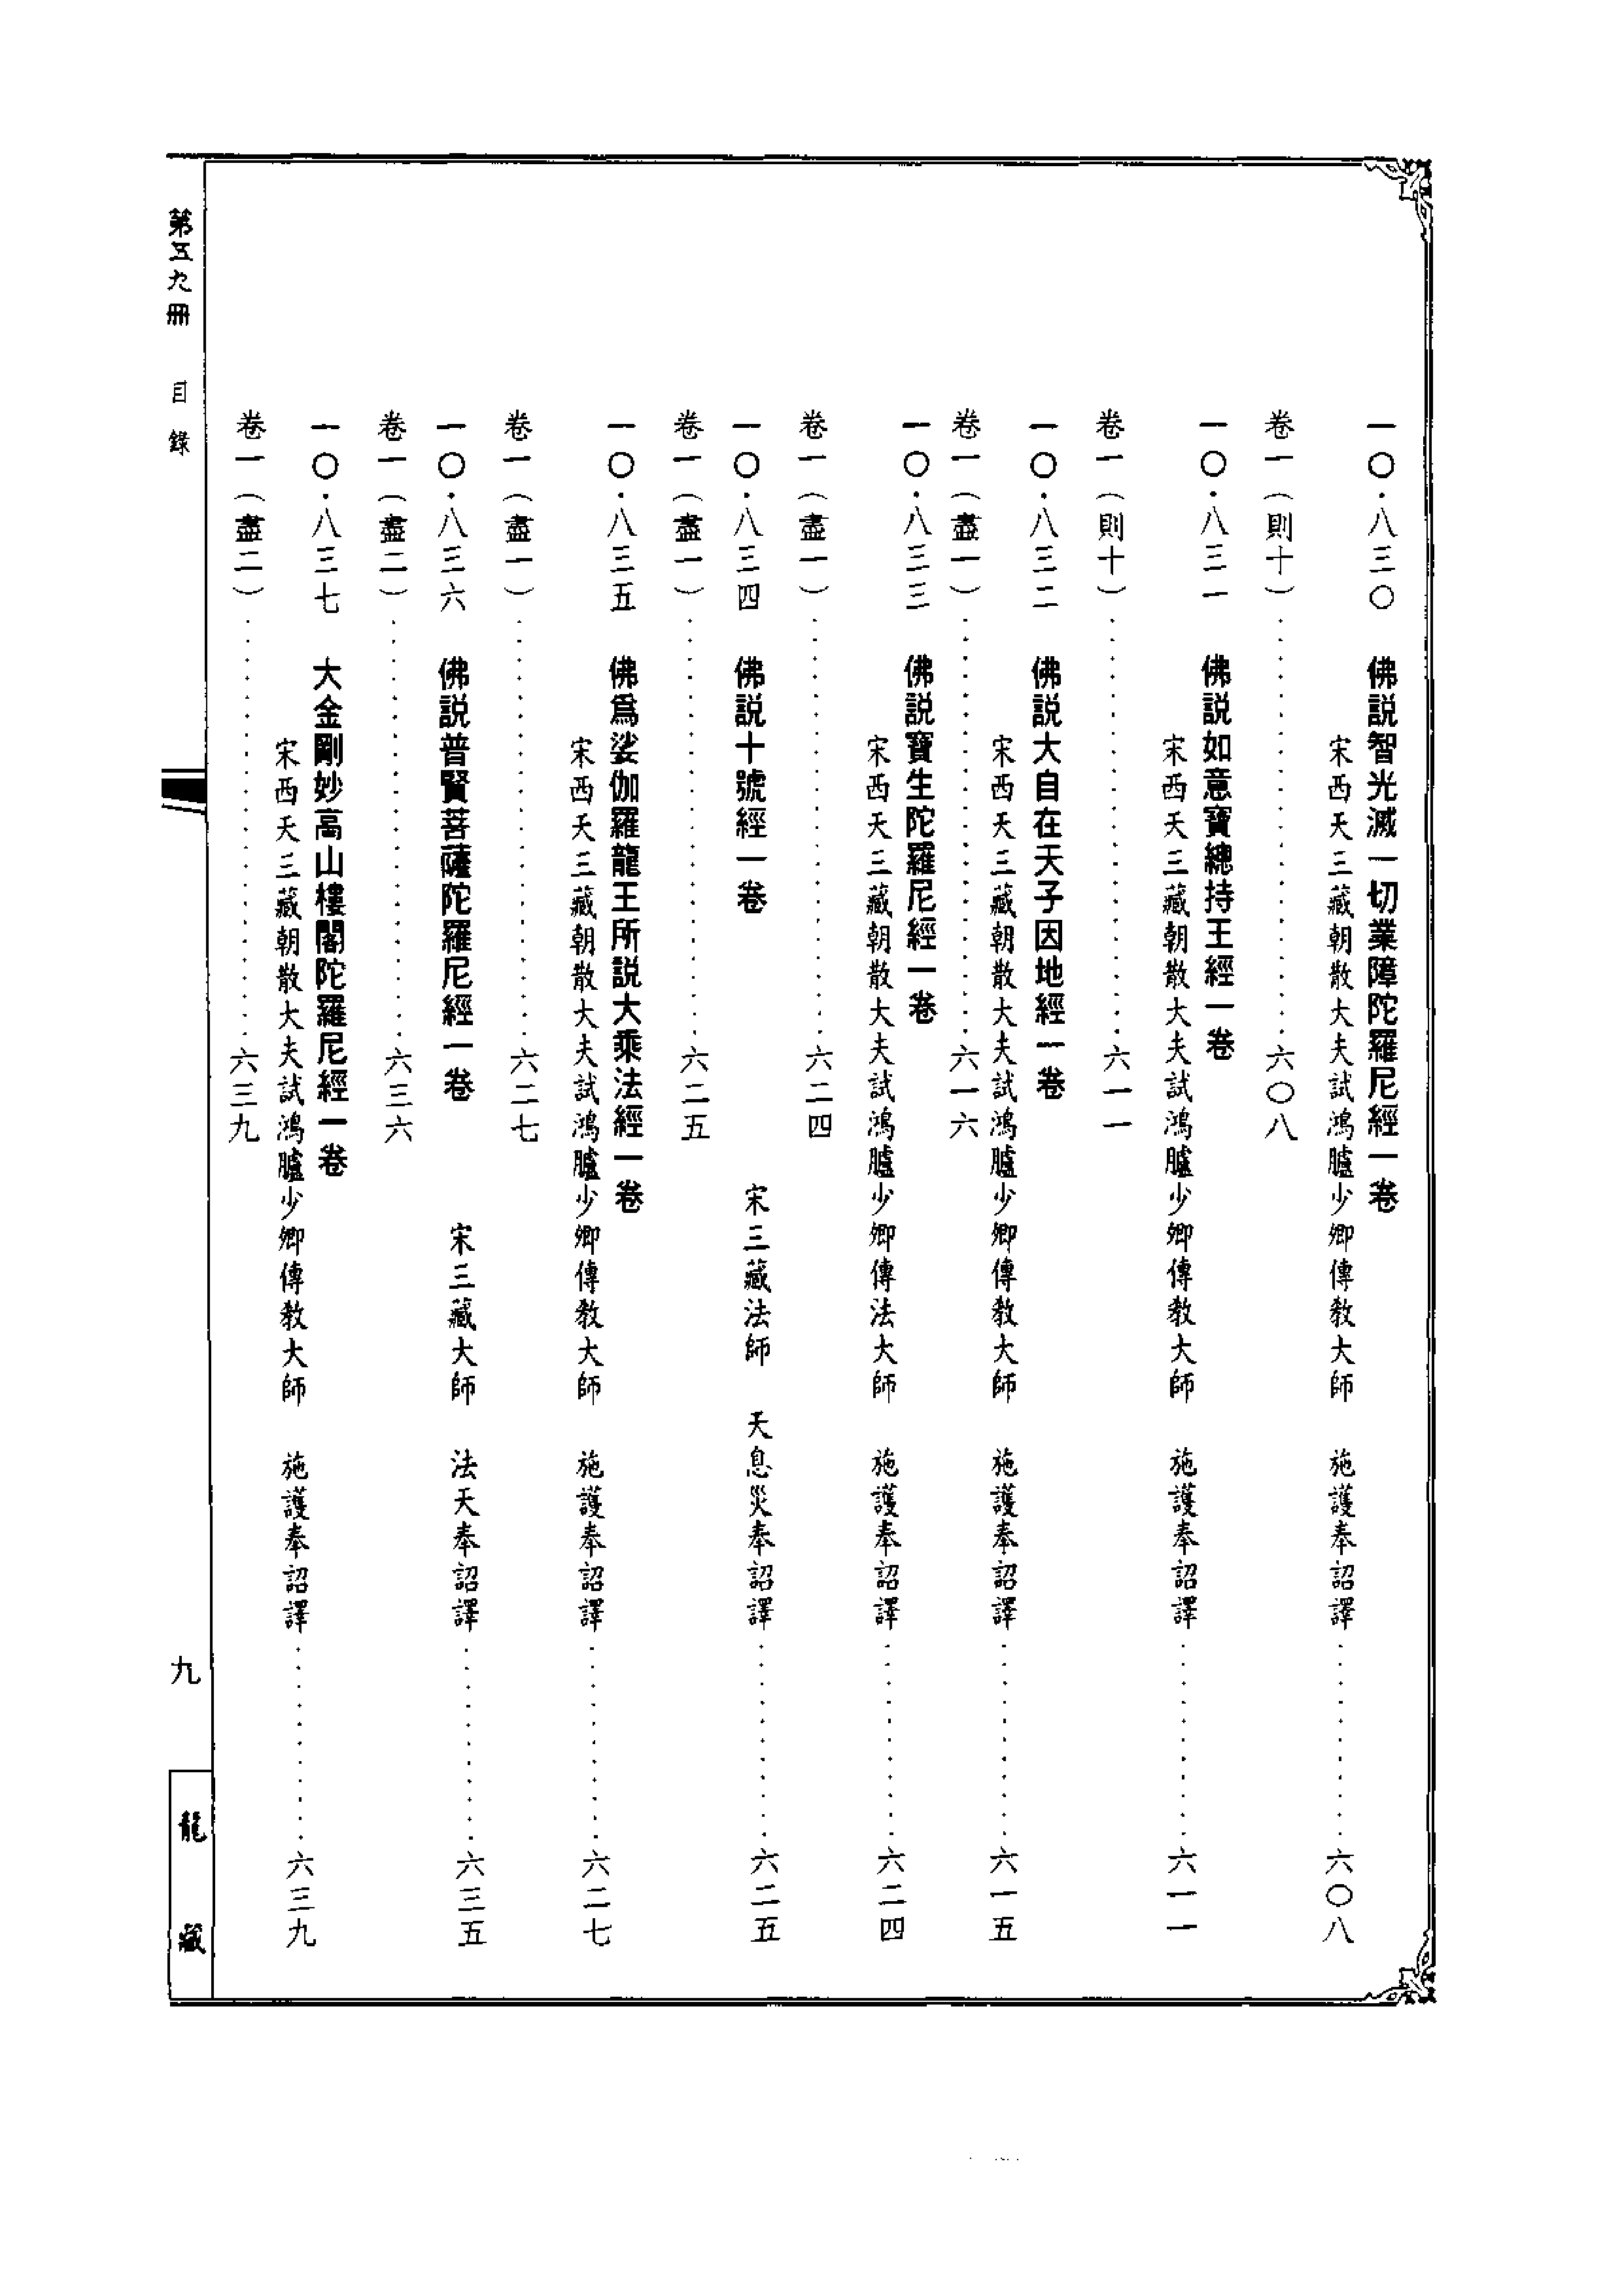 一〇·八三〇　佛説智光滅一切業障陀羅尼經一卷
宋西天三藏朝散大夫試鴻臚少卿傳教大師　施護奉詔譯…………六〇八
卷一（則十）…………六〇八
一〇·八三一　佛説如意寶總持王經一卷
宋西天三藏朝散大夫試鴻臚少卿傳教大師　施護奉詔譯…………六一一
卷一（則十）…………六一一
一〇·八三二　佛説大自在天子因地經一卷
宋西天三藏朝散大夫試鴻臚少卿傳教大師　施護奉詔譯…………六一五
卷一（盡一）…………六一六
一〇·八三三　佛説寶生陀羅尼經一卷
宋西天三藏朝散大夫試鴻臚少卿傳法大師　施護奉詔譯…………六二四
卷一（盡一）…………六二四
一〇·八三四　佛説十號經一卷
宋三藏法師　天息災奉詔譯…………六二五
卷一（盡一）…………六二五
一〇·八三五　佛爲娑伽羅龍王所説大乘法經一卷
宋西天三藏朝散大夫試鴻臚少卿傳教大師　施護奉詔譯…………六二七
卷一（盡一）…………六二七
一〇·八三六　佛説普賢菩薩陀羅尼經一卷
宋三藏大師　法天奉詔譯…………六三五
卷一（盡二）…………六三六
一〇·八三七　大金剛妙高山樓閣陀羅尼經一卷
宋西天三藏朝散大夫試鴻臚少卿傳教大師　施護奉詔譯…………六三九
卷一（盡二）…………六三九
第五九冊　目錄
九
龍藏